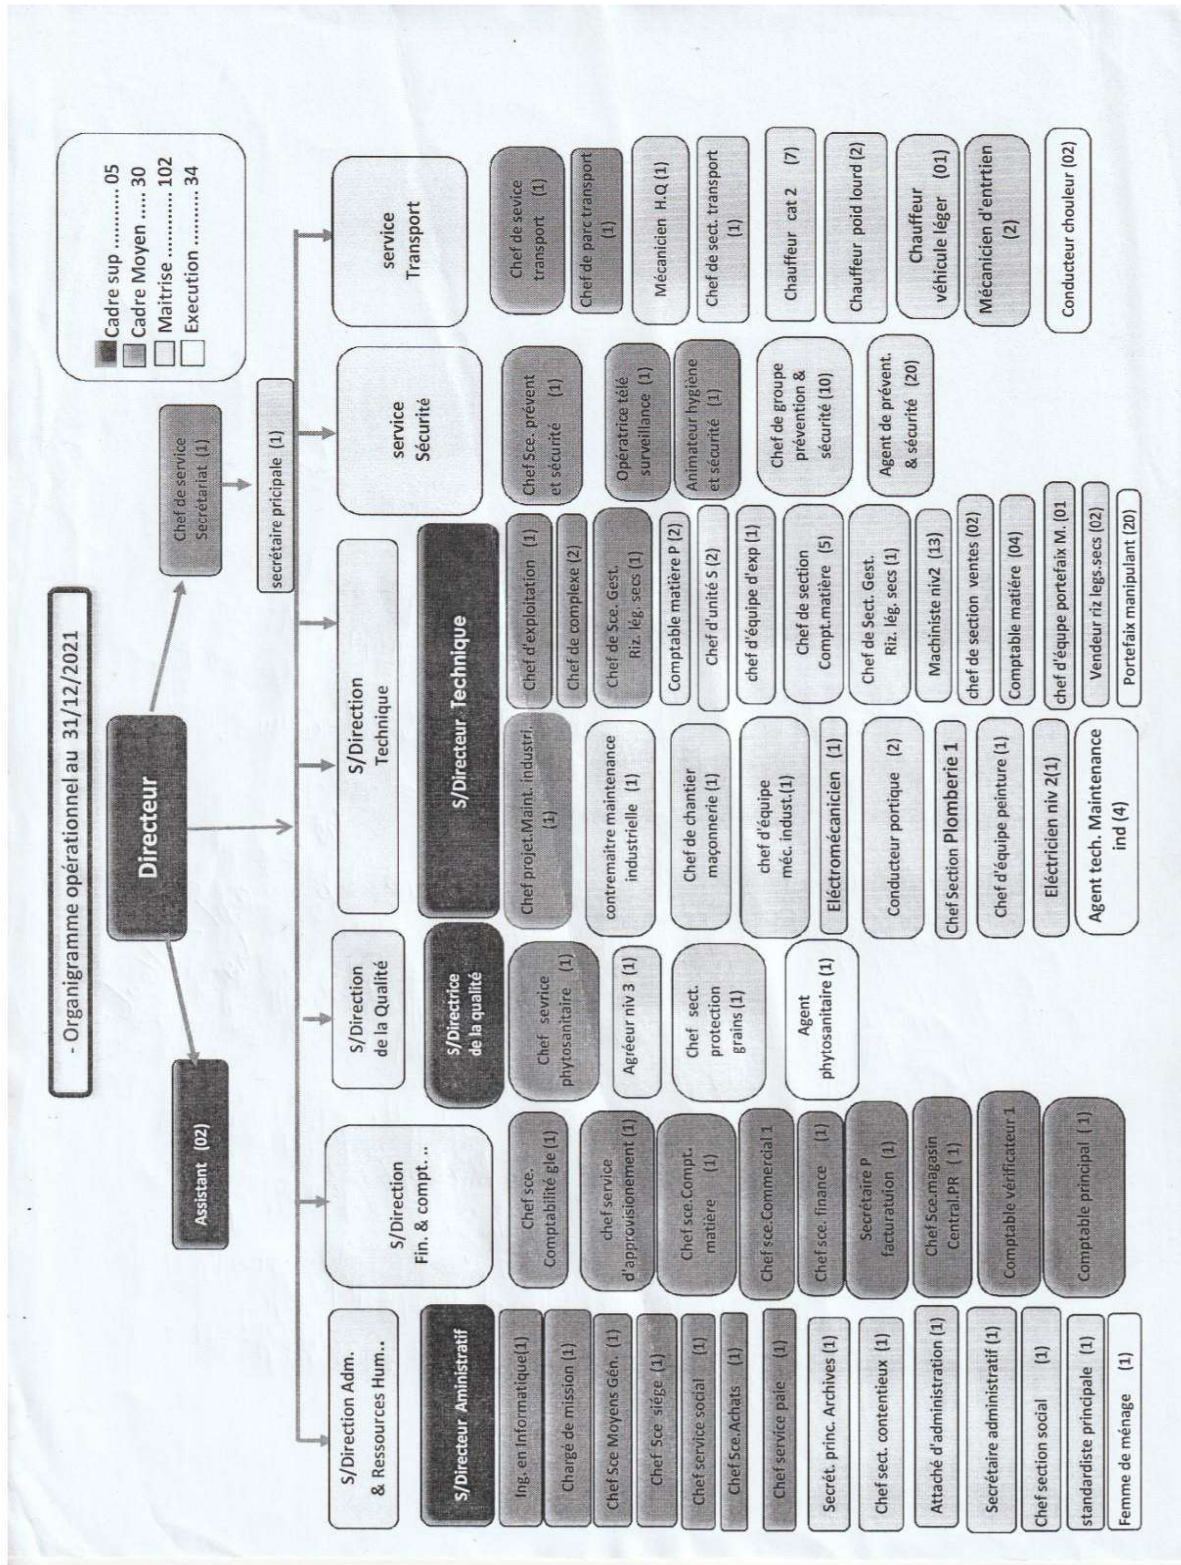 - Organigramme opérationnel au  31/12/2021
Directeur
Assistant  (02)
Chef de service
Secrétariat (1)
secrétaire pricipale  (1)
Cadre sup ............ 05
Cadre Moyen ..... 30
Maitrise ............... 102
Execution ........... 34
S/Direction Adm.
& Ressources Hum..
S/Directeur Aministratif
Ing. en Informatique(1)
Chargé de mission (1)
Chef Sce Moyens Gén.  (1)
Chef  Sce  siége  (1)
Chef service social   (1)
Chef Sce.Achats   (1)
Chef service paie   (1)
Secrét. princ. Archives (1)
Chef sect. contentieux  (1)
Attaché d'administration (1)
Secrétaire administratif (1)
Chef section social   (1)
standardiste principale  (1)
Femme de ménage   (1)
S/Direction
Fin. & compt...
Chef sce.
Comptabilité gle (1)
chef service
d'approvisionement (1)
Chef sce.Compt.
matière   (1)
Chef sce.Commercial 1
Chef sce. finance   (1)
Secrétaire P
facturatuion  (1)
Chef Sce.magasin
Central.PR  ( 1)
Comptable vérificateur 1
Comptable principal  ( 1)
S/Direction
de la Qualité
S/Directrice
de la qualité
Chef  sevrice
phytosanitaire  (1)
Agréeur niv 3  (1)
Chef  sect.
protection
grains (1)
Agent
phytosanitaire (1)
S/Direction
Technique
S/Directeur  Technique
Chef projet.Maint. industri,
(1)
contremaitre maintenance
industrielle  (1)
Chef de chantier
maçonnerie (1)
chef d'équipe
méc. indust.(1)
Eléctromécanicien  (1)
Conducteur portique   (2)
Chef Section Plomberie 1
Chef d'équipe peinture (1)
Eléctricien niv  2(1)
Agent tech. Maintenance
ind (4)
Chef d'exploitation  (1)
Chef de complexe (2)
Chef de Sce. Gest.
Riz. lég. secs (1)
Comptable matière P (2)
Chef d'unité S (2)
chef d'équipe d'exp (1)
Chef de section
Compt.matière   (5)
Chef de Sect. Gest.
Riz. lég. secs (1)
Machiniste niv2  (13)
chef de section ventes (02)
Comptable matière (04)
chef d'équpe portefaix M. (01
Vendeur riz legs.secs (02)
Portefaix manipulant (20)
service
Sécurité
Chef Sce. prévent
et sécurité   (1)
Opératrice télé
surveillance  (1)
Animateur hygiène
et sécurité   (1)
Chef de groupe
prévention &
sécurité (10)
Agent de prévent.
& sécurité  (20)
service
Transport
Chef de sevice
transport   (1)
Chef de parc transport
(1)
Mécanicien  H.Q (1)
Chef de sect. transport
(1)
Chauffeur  cat 2   (7)
Chauffeur poid lourd (2)
Chauffeur
véhicule léger  (01)
Mécanicien d'entrtien
(2)
Conducteur chouleur (02)